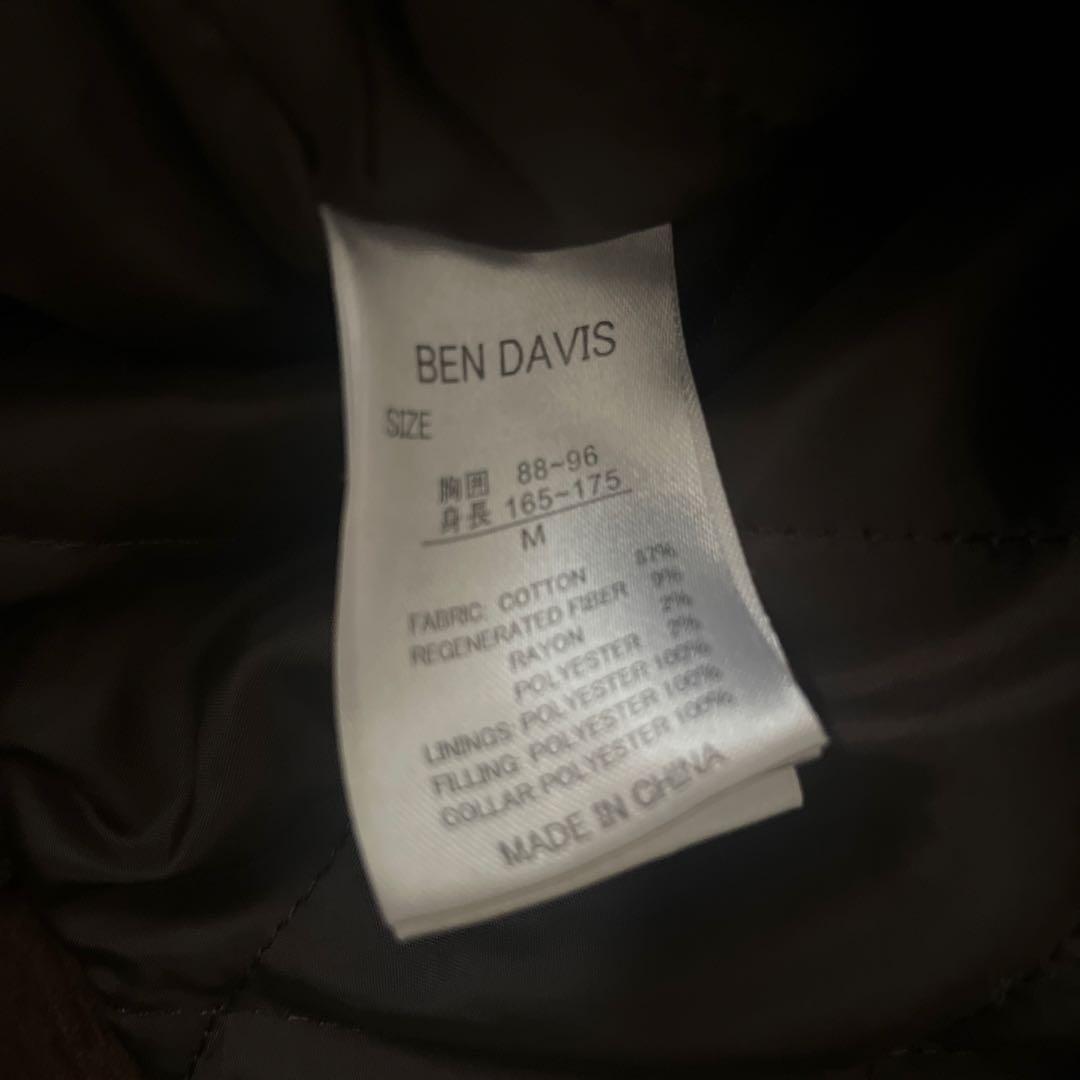 BEN DAVIS
SIZE
胸囲 88~96
身長 165~175
M
FABRIC: COTTON 87%
REGENERATED FIBER 9%
RAYON 2%
POLYESTER 2%
LININGS: POLYESTER 100%
FILLING: POLYESTER 100%
COLLAR POLYESTER 100%
MADE IN CHINA